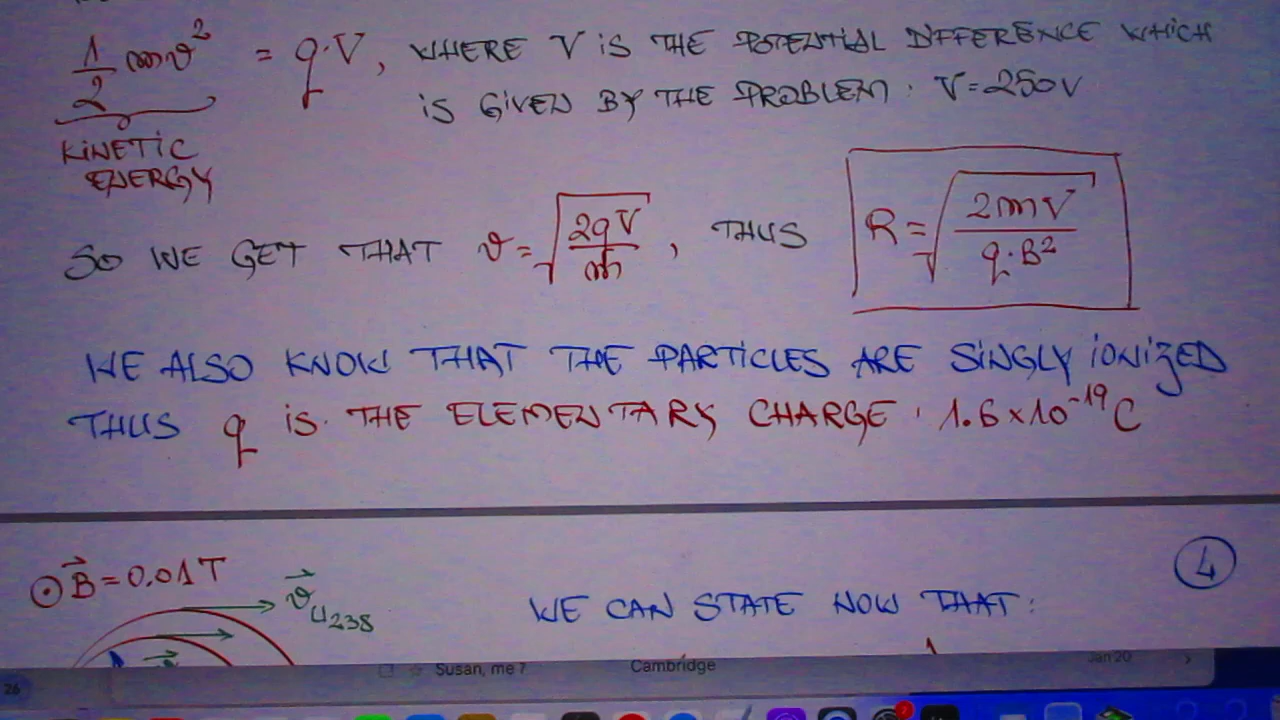 ½ mv² = q·V, WHERE V iS THE POTENTIAL DIFFERENCE WHICH
iS GiVEN BY THE PROBLEM: V=250V
KiNETIC
ENERGY
SO WE GET THAT v=√(2qV/m), THUS R=√(2mV/q·B²)
WE ALSO KNOW THAT THE PARTiCLES ARE SiNGLY iONiZED
THUS q iS THE ELEMENTARY CHARGE: 1.6×10⁻¹⁹C
⊙ B⃗=0.01T
v⃗U238
4
WE CAN STATE NOW THAT:
Susan, me 7 Cambridge Jan 20
26